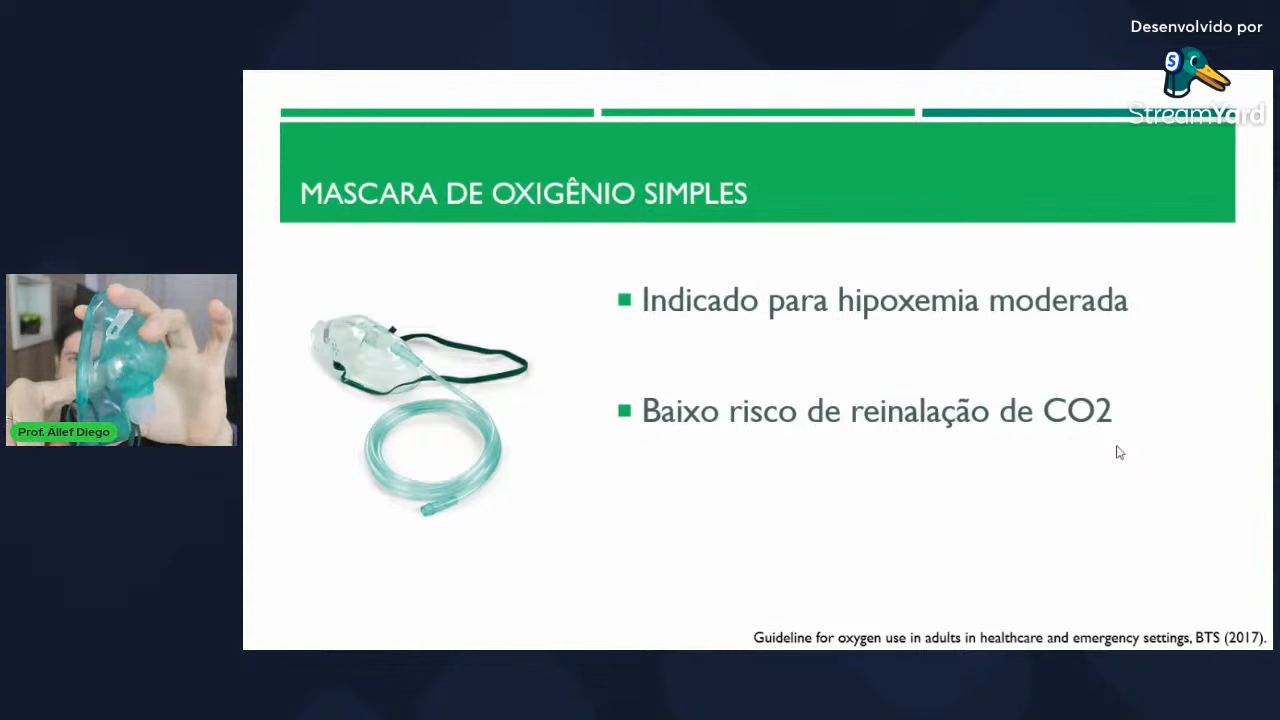 Desenvolvido por
StreamYard
MASCARA DE OXIGÊNIO SIMPLES
Indicado para hipoxemia moderada
Baixo risco de reinalação de CO2
Prof. Állef Diego
Guideline for oxygen use in adults in healthcare and emergency settings, BTS (2017).